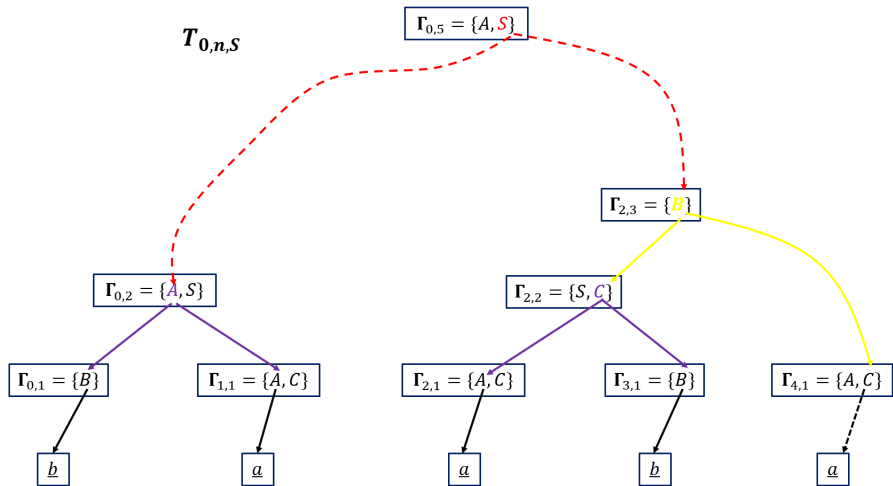 Γ₀,₅ = {A, S}
T₀,ₙ,S
Γ₂,₃ = {B}
Γ₀,₂ = {A, S}
Γ₂,₂ = {S, C}
Γ₀,₁ = {B}
Γ₁,₁ = {A, C}
Γ₂,₁ = {A, C}
Γ₃,₁ = {B}
Γ₄,₁ = {A, C}
b
a
a
b
a